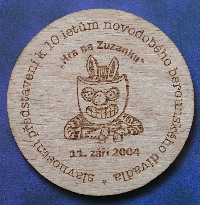 slavnostní představení k 10 letům novodobého berounského divadla
"Hra na Zuzanku"
11. září 2004